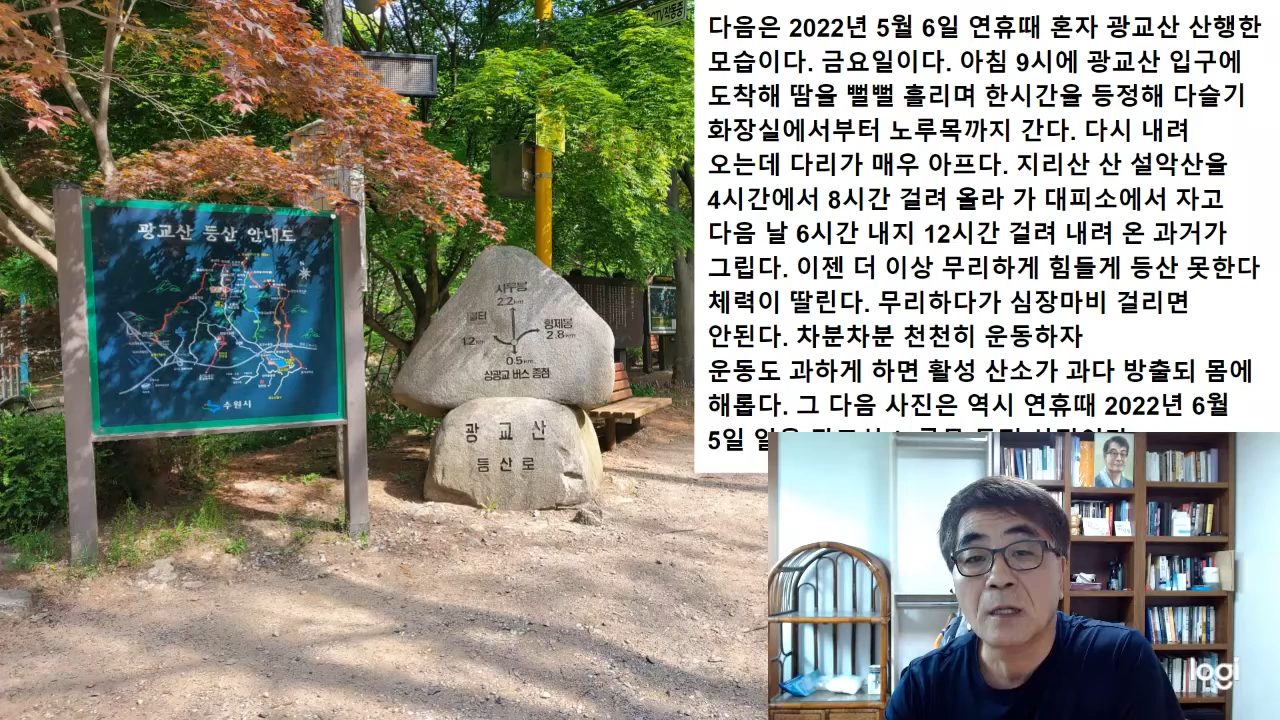 광교산 등산 안내도
수원시
시루봉
2.2km
형제봉
2.8km
1.2km
0.5km
상광교 버스 종점
광교산
등산로
다음은 2022년 5월 6일 연휴때 혼자 광교산 산행한
모습이다. 금요일이다. 아침 9시에 광교산 입구에
도착해 땀을 뻘뻘 흘리며 한시간을 등정해 다슬기
화장실에서부터 노루목까지 간다. 다시 내려
오는데 다리가 매우 아프다. 지리산 산 설악산을
4시간에서 8시간 걸려 올라 가 대피소에서 자고
다음 날 6시간 내지 12시간 걸려 내려 온 과거가
그립다. 이젠 더 이상 무리하게 힘들게 등산 못한다
체력이 딸린다. 무리하다가 심장마비 걸리면
안된다. 차분차분 천천히 운동하자
운동도 과하게 하면 활성 산소가 과다 방출되 몸에
해롭다. 그 다음 사진은 역시 연휴때 2022년 6월
5일
logi